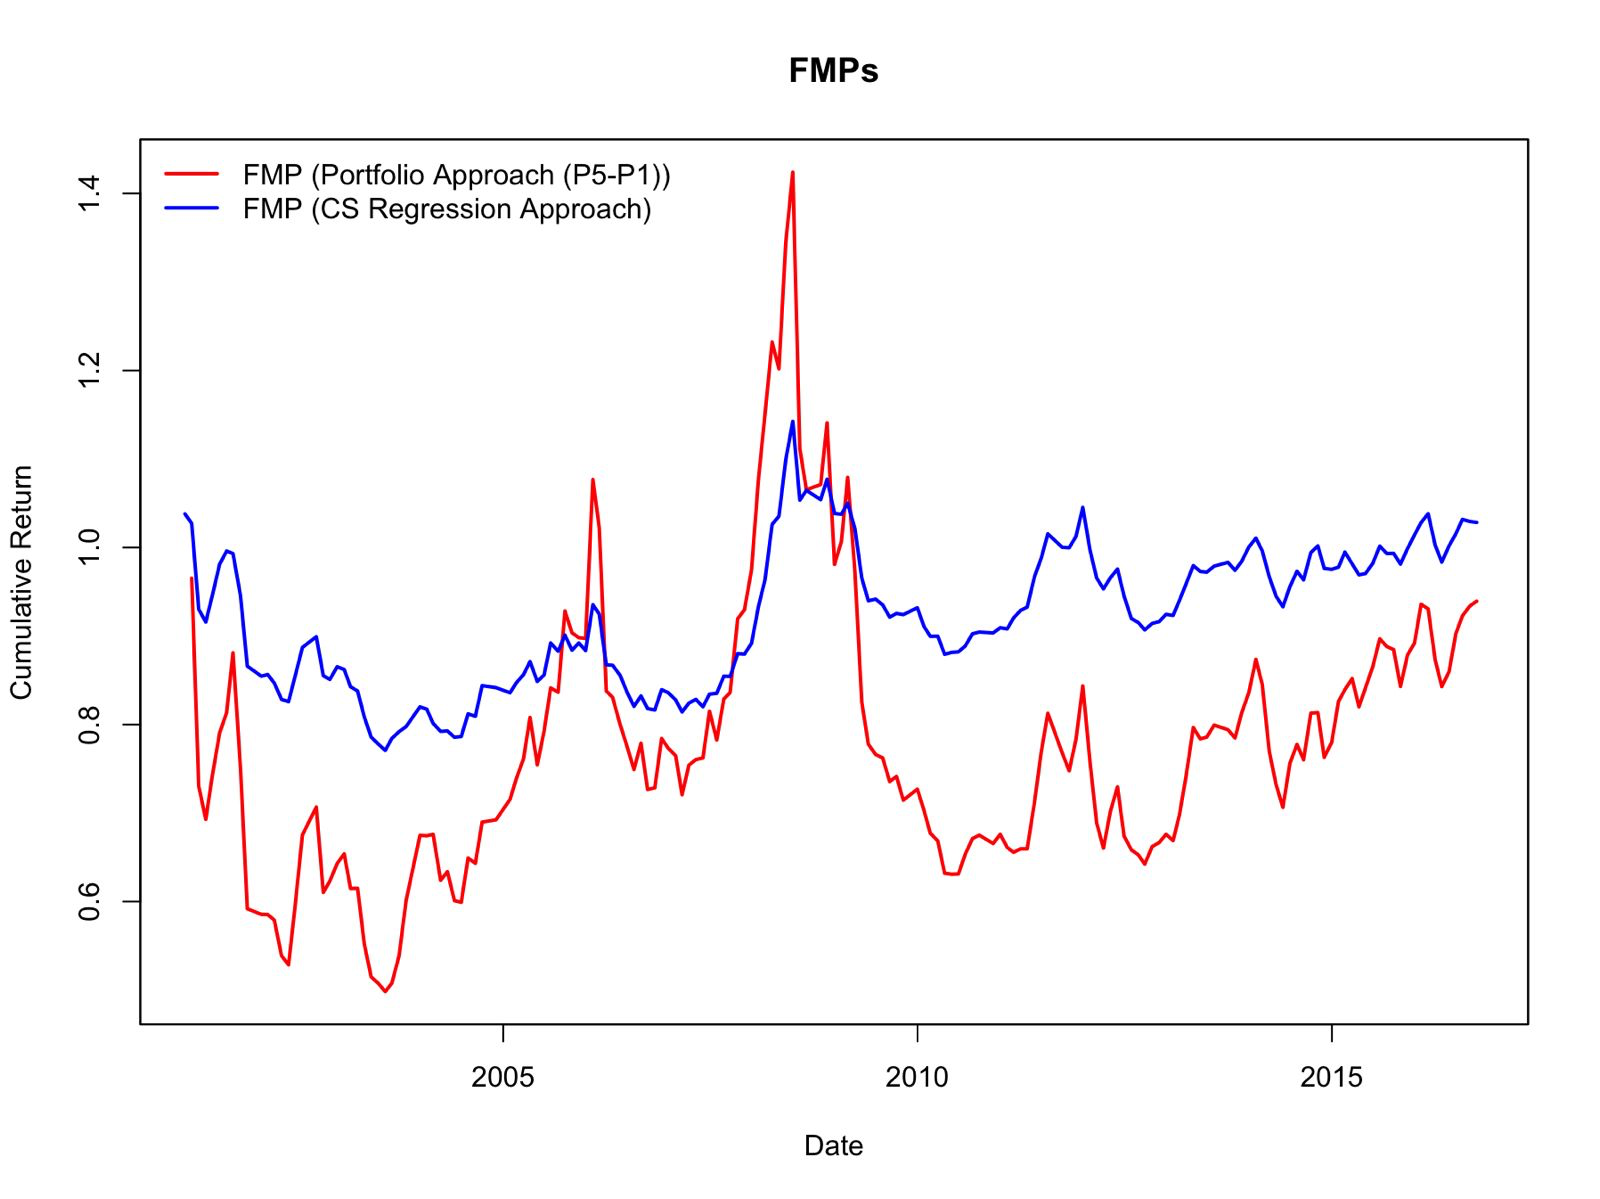 FMPs
FMP (Portfolio Approach (P5-P1))
FMP (CS Regression Approach)
Cumulative Return
1.4
1.2
1.0
0.8
0.6
2005
2010
2015
Date